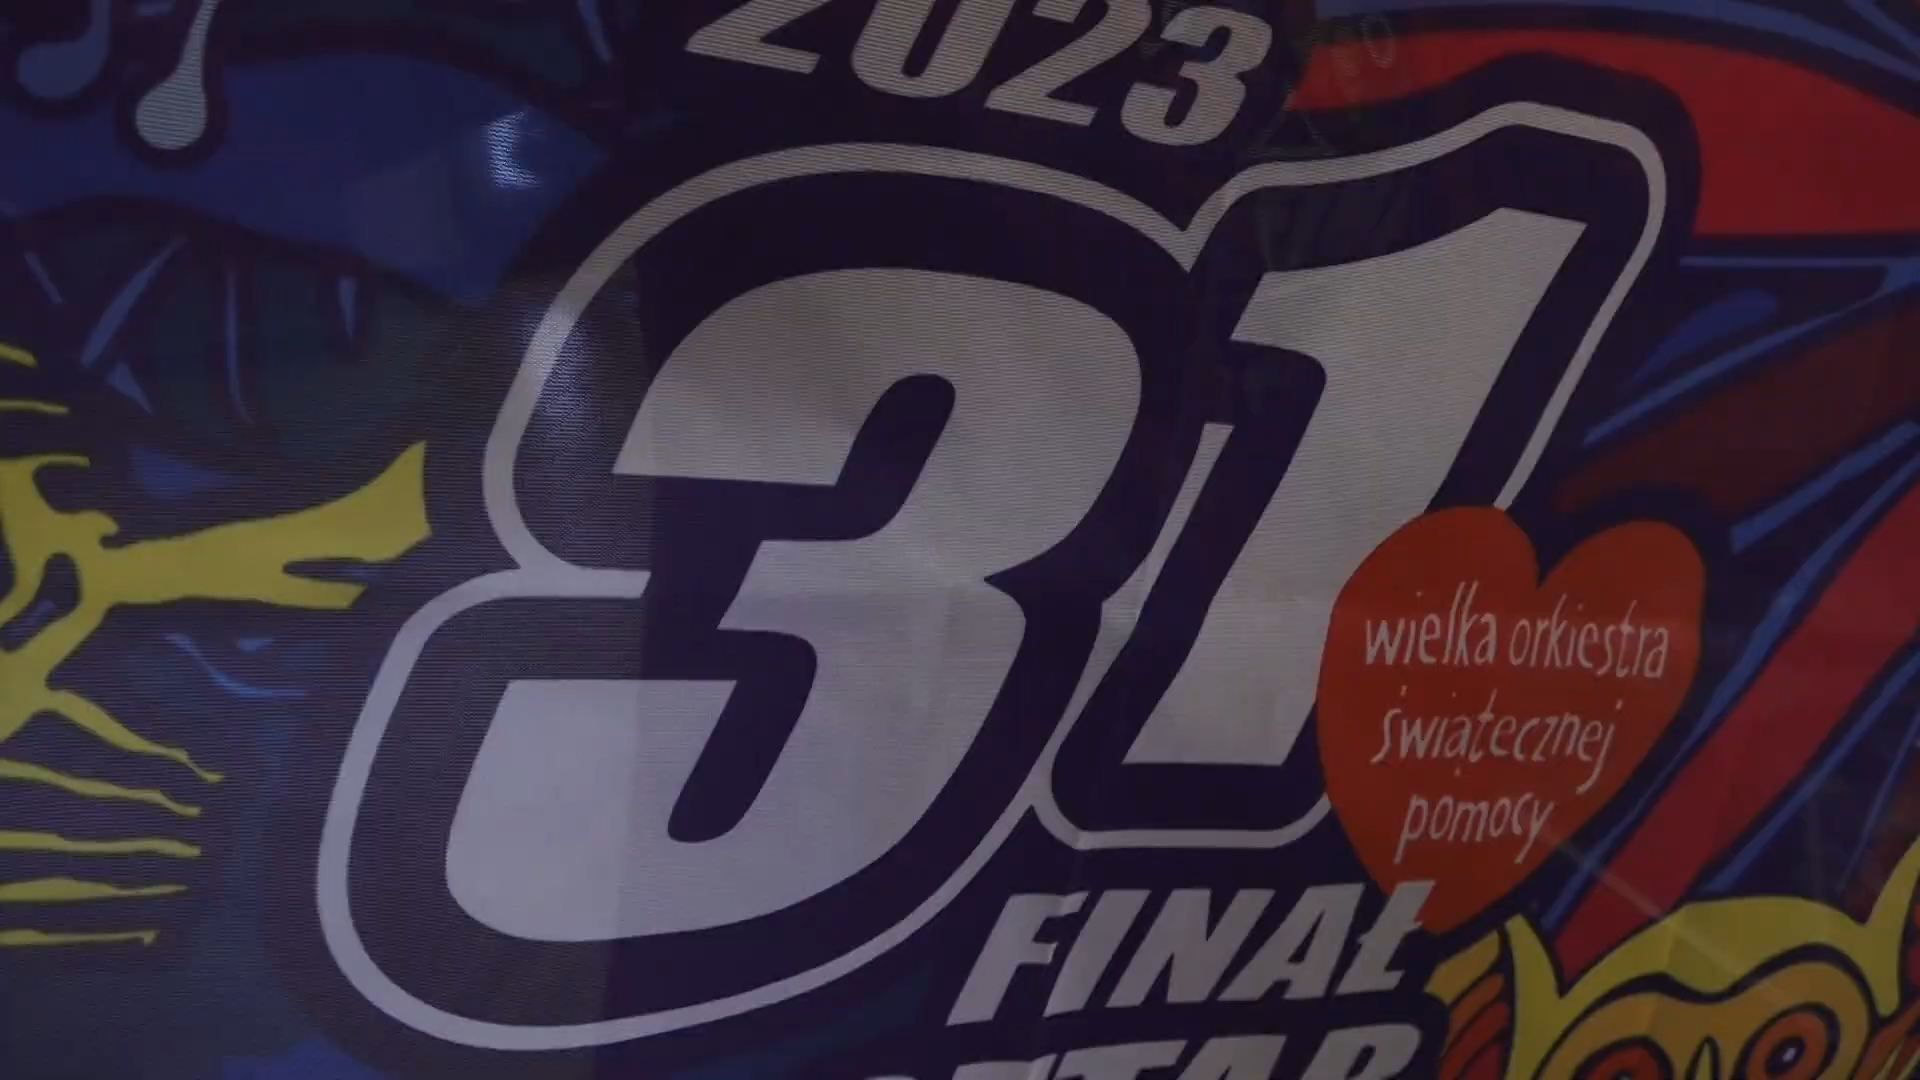 2023
31
wielka orkiestra
świątecznej
pomocy
FINAŁ